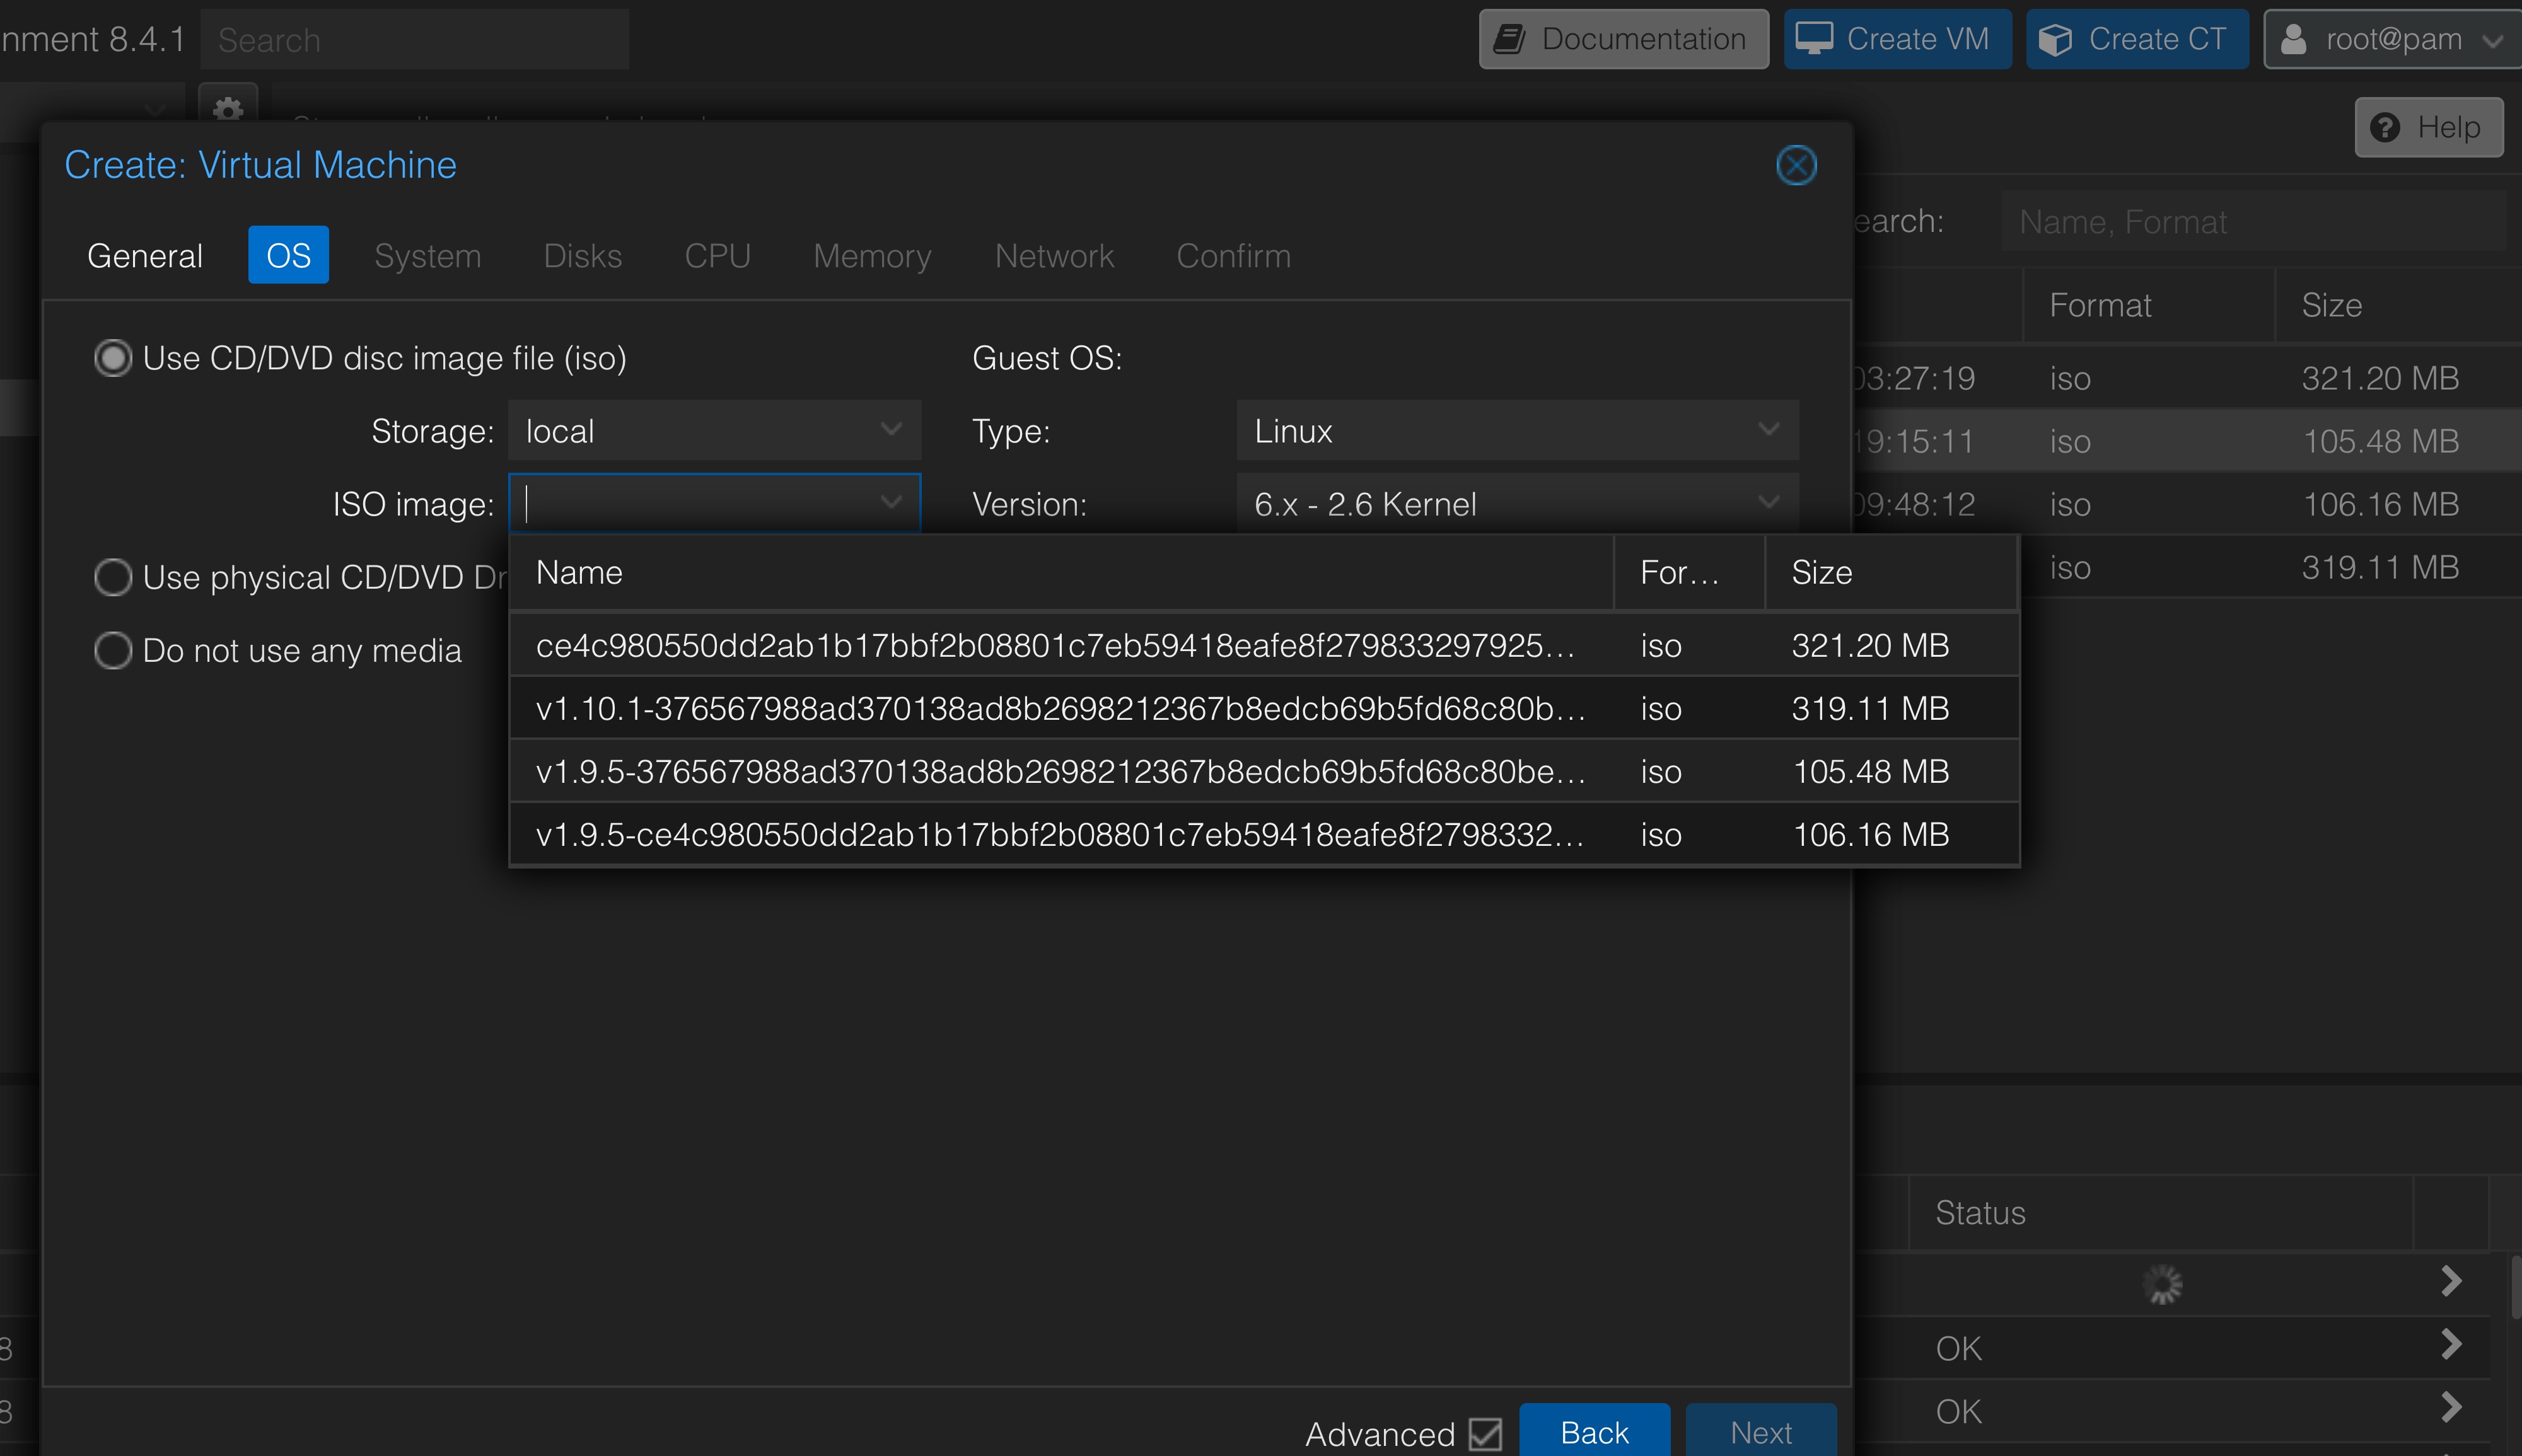 nment 8.4.1
Search
Documentation
Create VM
Create CT
root@pam
Help
Create: Virtual Machine
General
OS
System
Disks
CPU
Memory
Network
Confirm
earch:
Name, Format
Format
Size
Use CD/DVD disc image file (iso)
Guest OS:
03:27:19
iso
321.20 MB
Storage:
local
Type:
Linux
19:15:11
iso
105.48 MB
ISO image:
Version:
6.x - 2.6 Kernel
09:48:12
iso
106.16 MB
Use physical CD/DVD Dr
Name
For...
Size
iso
319.11 MB
Do not use any media
ce4c980550dd2ab1b17bbf2b08801c7eb59418eafe8f279833297925...
iso
321.20 MB
v1.10.1-376567988ad370138ad8b2698212367b8edcb69b5fd68c80b...
iso
319.11 MB
v1.9.5-376567988ad370138ad8b2698212367b8edcb69b5fd68c80be...
iso
105.48 MB
v1.9.5-ce4c980550dd2ab1b17bbf2b08801c7eb59418eafe8f2798332...
iso
106.16 MB
Status
8
OK
8
OK
Advanced
Back
Next